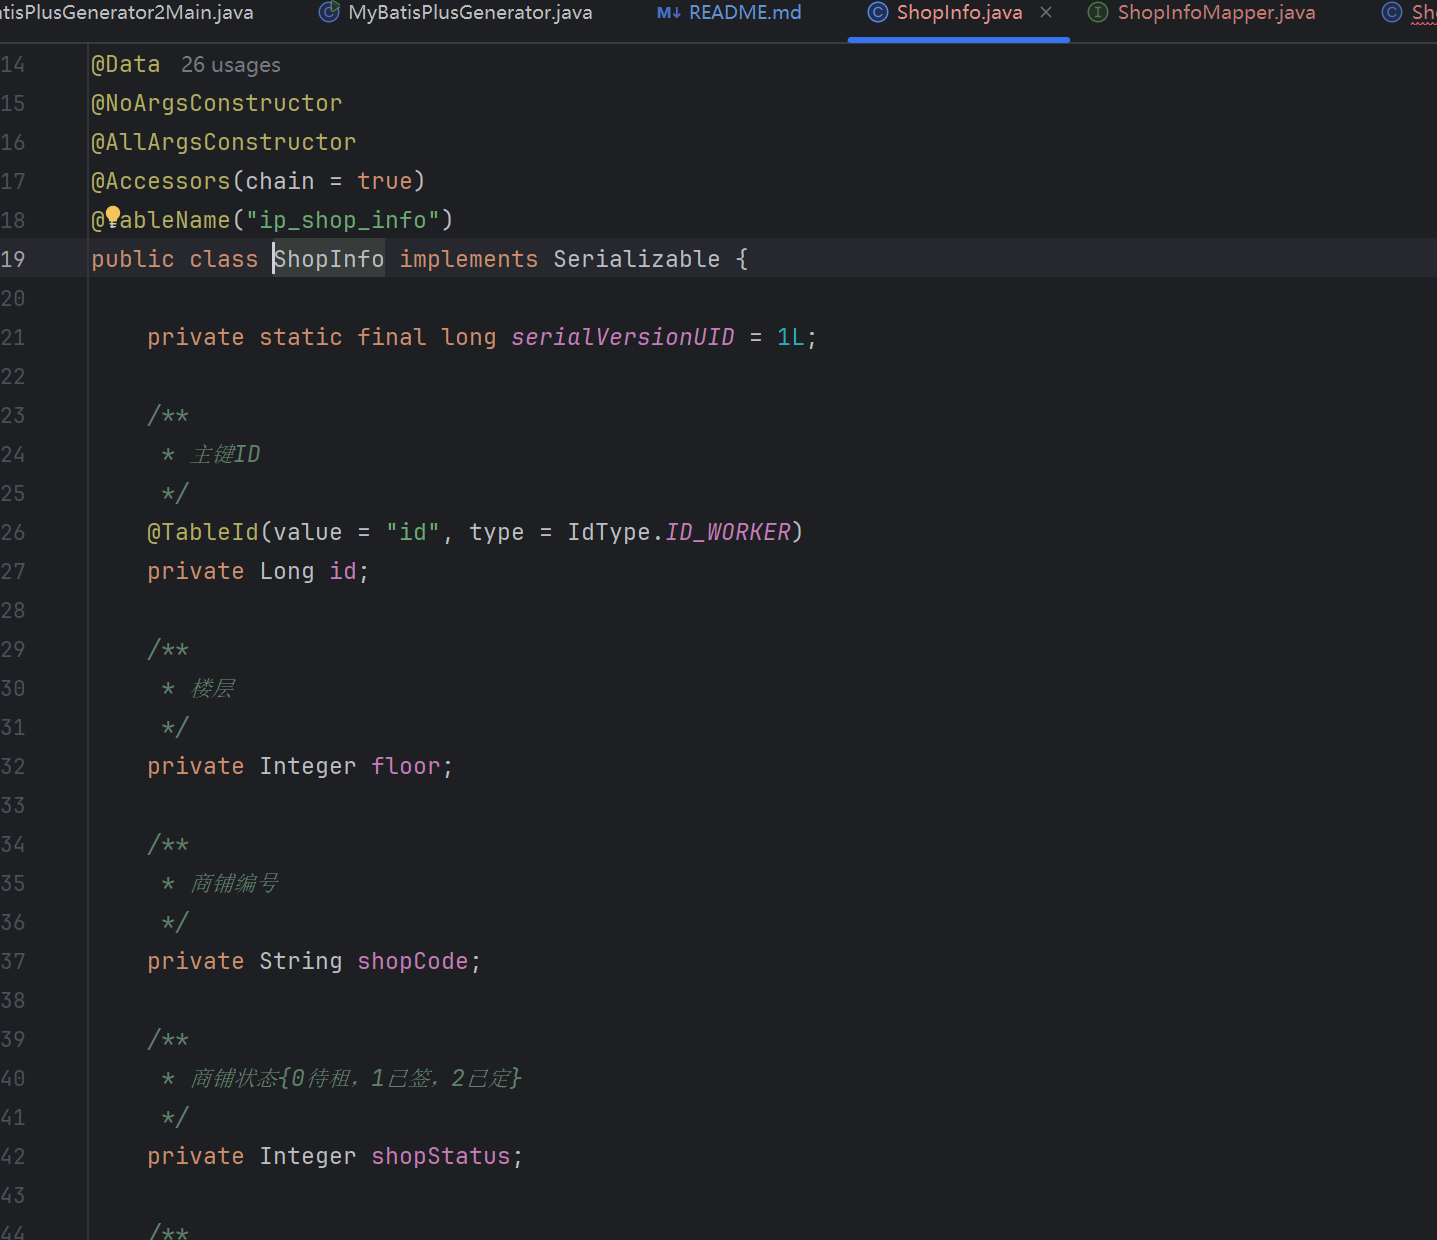 atisPlusGenerator2Main.java MyBatisPlusGenerator.java M↓ README.md C ShopInfo.java × I ShopInfoMapper.java C Sh
14 @Data 26 usages
15 @NoArgsConstructor
16 @AllArgsConstructor
17 @Accessors(chain = true)
18 @TableName("ip_shop_info")
19 public class ShopInfo implements Serializable {
20
21 private static final long serialVersionUID = 1L;
22
23 /**
24 * 主键ID
25 */
26 @TableId(value = "id", type = IdType.ID_WORKER)
27 private Long id;
28
29 /**
30 * 楼层
31 */
32 private Integer floor;
33
34 /**
35 * 商铺编号
36 */
37 private String shopCode;
38
39 /**
40 * 商铺状态{0待租，1已签，2已定}
41 */
42 private Integer shopStatus;
43
44 /**